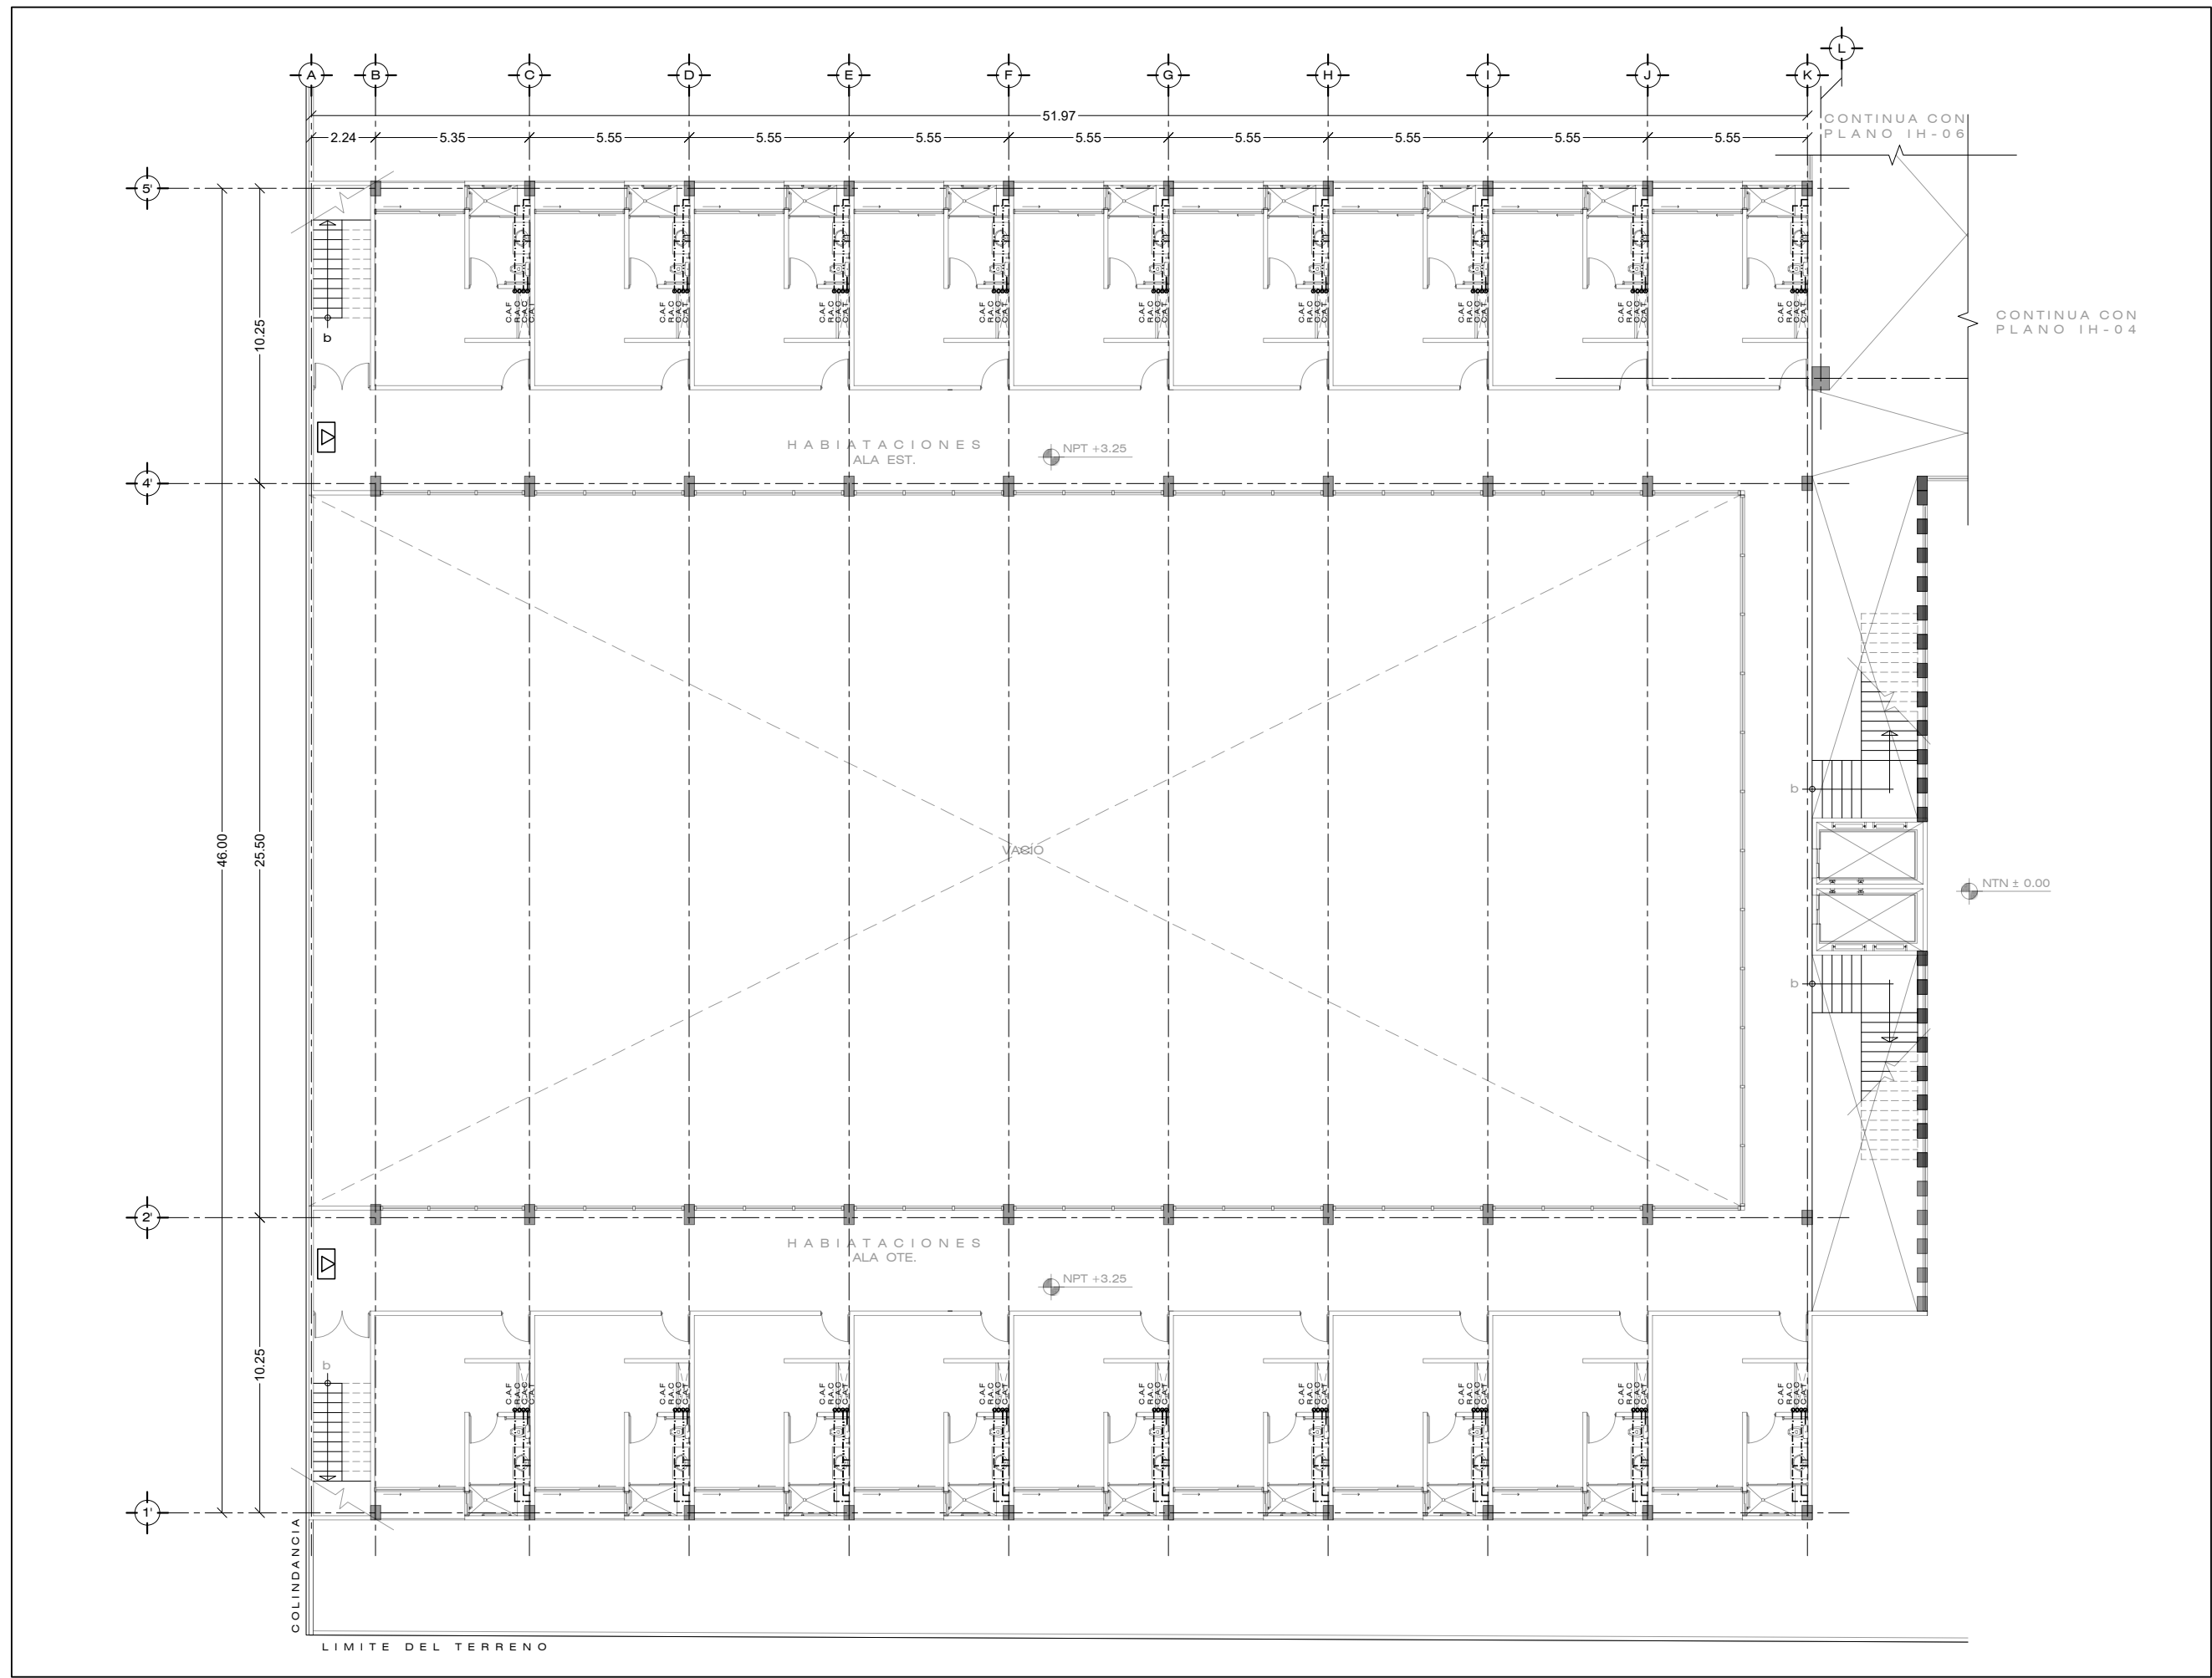 A B C D E F G H I J K L
51.97
2.24 5.35 5.55 5.55 5.55 5.55 5.55 5.55 5.55 5.55
CONTINUA CON
PLANO IH-06
5'
10.25
b
C.A.F R.A.C C.A.C C.A.T
C.A.F R.A.C C.A.C C.A.T
C.A.F R.A.C C.A.C C.A.T
C.A.F R.A.C C.A.C C.A.T
C.A.F R.A.C C.A.C C.A.T
C.A.F R.A.C C.A.C C.A.T
C.A.F R.A.C C.A.C C.A.T
C.A.F R.A.C C.A.C C.A.T
C.A.F R.A.C C.A.C C.A.T
CONTINUA CON
PLANO IH-04
HABIATACIONES
ALA EST.
NPT +3.25
4'
46.00
25.50
VACÍO
b
NTN ± 0.00
b
2'
HABIATACIONES
ALA OTE.
NPT +3.25
10.25
b
C.A.F R.A.C C.A.C C.A.T
C.A.F R.A.C C.A.C C.A.T
C.A.F R.A.C C.A.C C.A.T
C.A.F R.A.C C.A.C C.A.T
C.A.F R.A.C C.A.C C.A.T
C.A.F R.A.C C.A.C C.A.T
C.A.F R.A.C C.A.C C.A.T
C.A.F R.A.C C.A.C C.A.T
C.A.F R.A.C C.A.C C.A.T
1'
COLINDANCIA
LIMITE DEL TERRENO